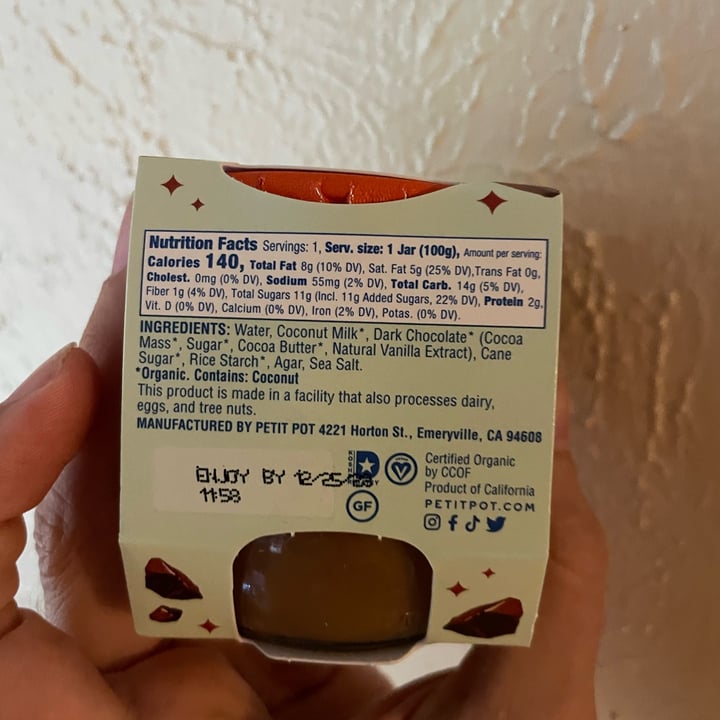 Nutrition Facts Servings: 1, Serv. size: 1 Jar (100g), Amount per serving:
Calories 140, Total Fat 8g (10% DV), Sat. Fat 5g (25% DV),Trans Fat 0g,
Cholest. 0mg (0% DV), Sodium 55mg (2% DV), Total Carb. 14g (5% DV),
Fiber 1g (4% DV), Total Sugars 11g (Incl. 11g Added Sugars, 22% DV), Protein 2g,
Vit. D (0% DV), Calcium (0% DV), Iron (2% DV), Potas. (0% DV).
INGREDIENTS: Water, Coconut Milk*, Dark Chocolate* (Cocoa
Mass*, Sugar*, Cocoa Butter*, Natural Vanilla Extract), Cane
Sugar*, Rice Starch*, Agar, Sea Salt.
*Organic. Contains: Coconut
This product is made in a facility that also processes dairy,
eggs, and tree nuts.
MANUFACTURED BY PETIT POT 4221 Horton St., Emeryville, CA 94608
ENJOY BY 12/25/
11:58
KOSHER
D
V
GF
Certified Organic
by CCOF
Product of California
PETITPOT.COM